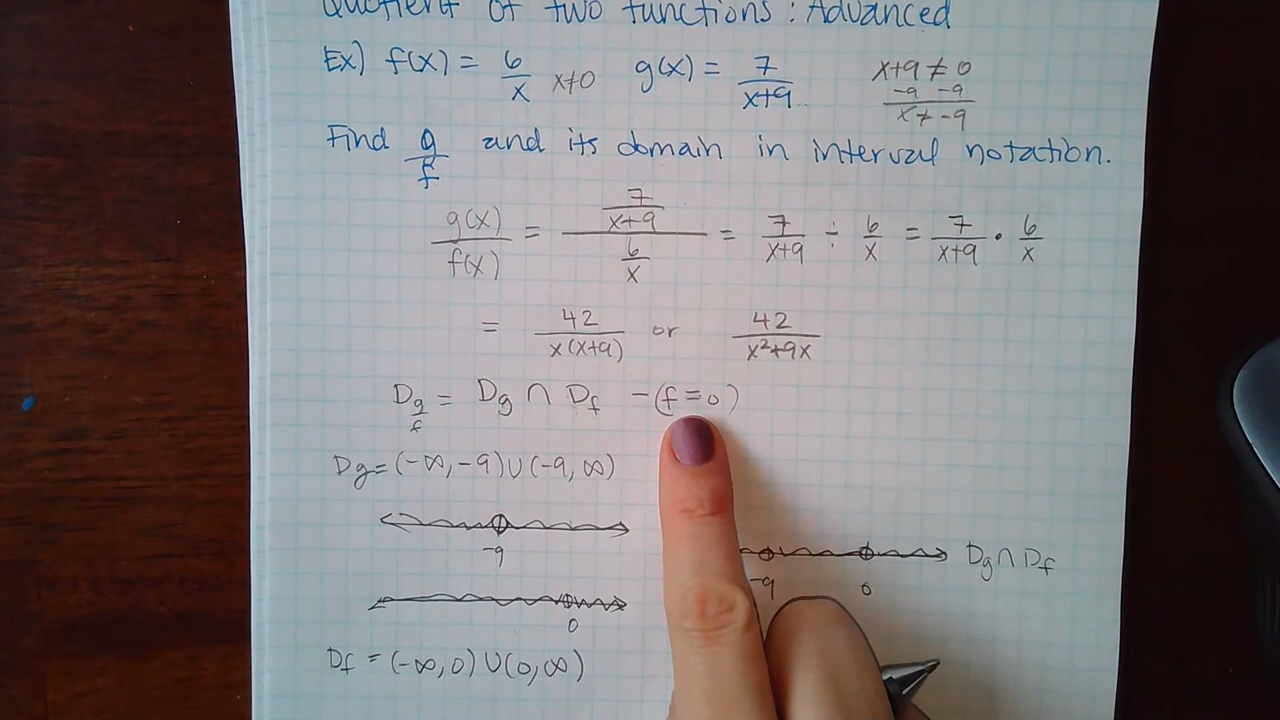 Quotient of two functions: Advanced
Ex) f(x) = 6/x x≠0 g(x) = 7/(x+9) x+9 ≠ 0
-9 -9
x ≠ -9
Find g/f and its domain in interval notation.
g(x)/f(x) = (7/(x+9))/(6/x) = 7/(x+9) ÷ 6/x = 7/(x+9) • 6/x
= 42/(x(x+9)) or 42/(x²+9x)
D g/f = Dg ∩ Df -(f=0)
Dg=(-∞,-9)∪(-9,∞)
-9
-9 0 Dg∩Df
0
Df = (-∞,0)∪(0,∞)